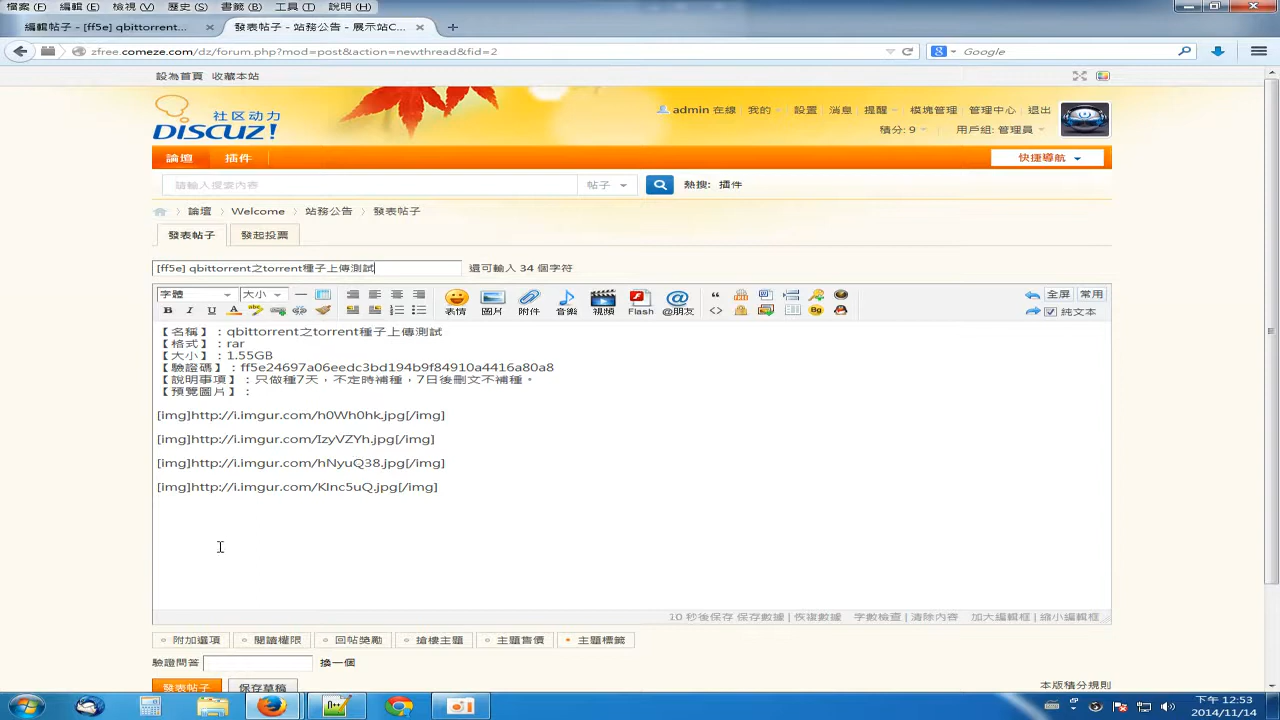 檔案(F) 編輯(E) 檢視(V) 歷史(S) 書籤(B) 工具(T) 說明(H)
編輯帖子 - [ff5e] qbittorrent... × 發表帖子 - 站務公告 - 展示站C... × +
zfree.comeze.com/dz/forum.php?mod=post&action=newthread&fid=2 Google
設為首頁 收藏本站
社区动力
DISCUZ!
admin 在線 我的 設置 消息 提醒 模塊管理 管理中心 退出
積分: 9 用戶組: 管理員
論壇 插件 快捷導航
請輸入搜索內容 帖子 熱搜: 插件
論壇 Welcome 站務公告 發表帖子
發表帖子 發起投票
[ff5e] qbittorrent之torrent種子上傳測試 還可輸入 34 個字符
字體 大小 表情 圖片 附件 音樂 視頻 Flash @朋友 全屏 常用
B I U A Bg 純文本
【名稱】：qbittorrent之torrent種子上傳測試
【格式】：rar
【大小】：1.55GB
【驗證碼】：ff5e24697a06eedc3bd194b9f84910a4416a80a8
【說明事項】：只做種7天，不定時補種，7日後刪文不補種。
【預覽圖片】：
[img]http://i.imgur.com/h0Wh0hk.jpg[/img]
[img]http://i.imgur.com/IzyVZYh.jpg[/img]
[img]http://i.imgur.com/hNyuQ38.jpg[/img]
[img]http://i.imgur.com/KInc5uQ.jpg[/img]
10 秒後保存 保存數據 | 恢復數據 字數檢查 | 清除內容 加大編輯框 | 縮小編輯框
附加選項 閱讀權限 回帖獎勵 搶樓主題 主題售價 主題標籤
驗證問答 換一個
發表帖子 保存草稿 本版積分規則
下午 12:53
2014/11/14